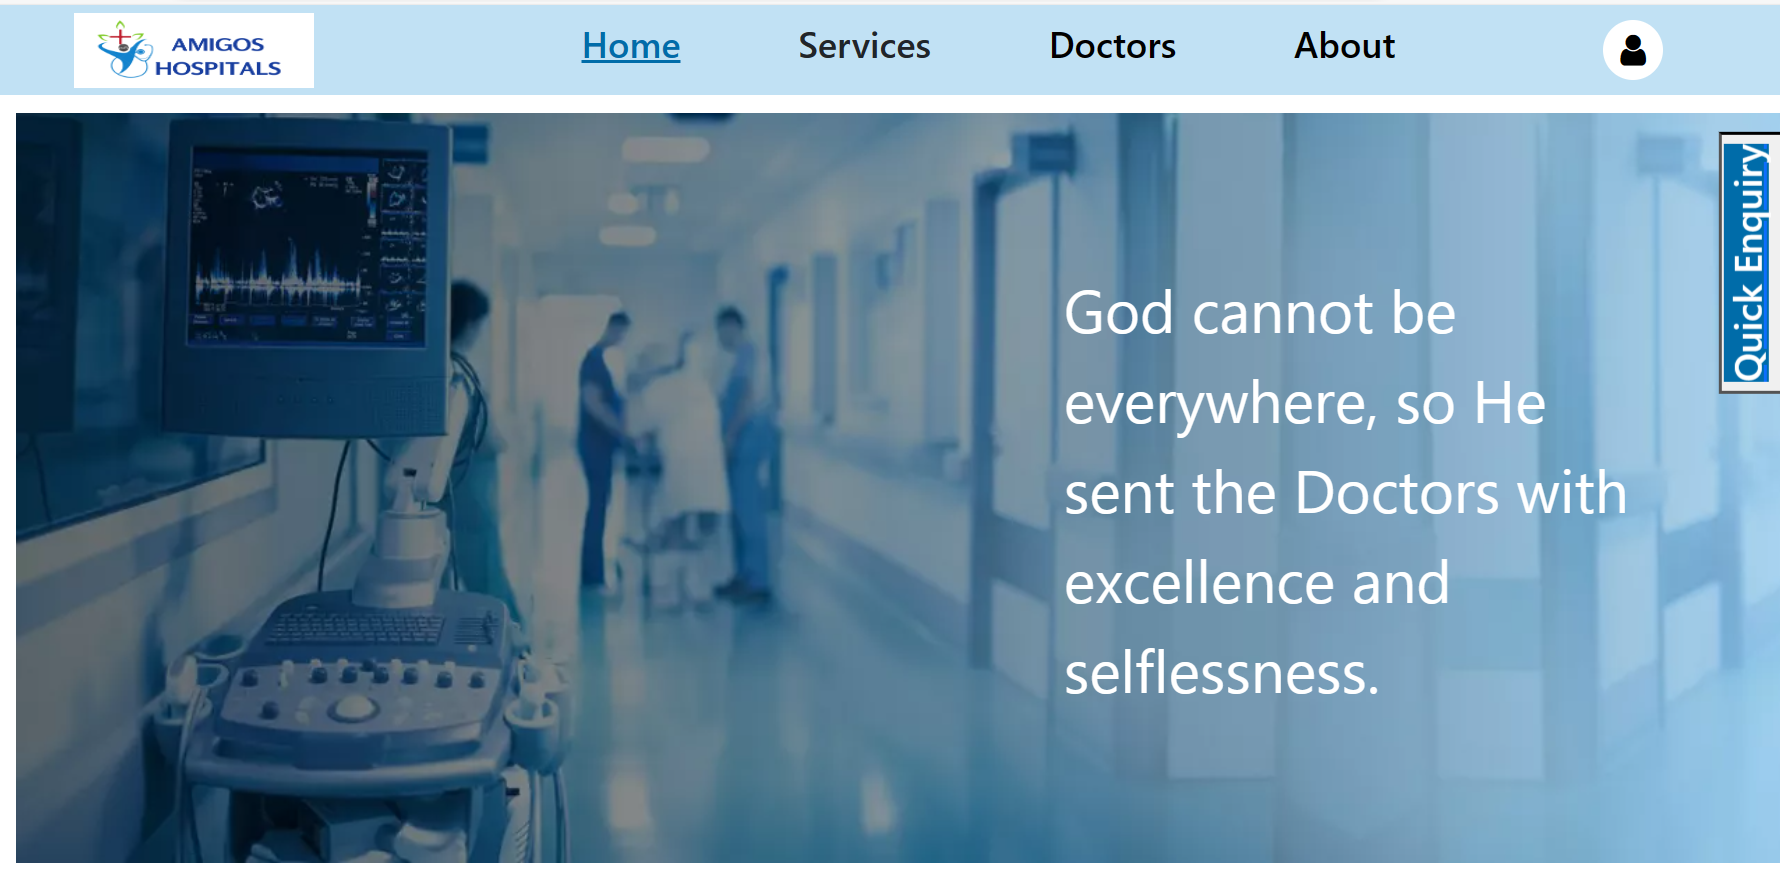 AMIGOS
HOSPITALS
Home
Services
Doctors
About
Quick Enquiry
God cannot be
everywhere, so He
sent the Doctors with
excellence and
selflessness.